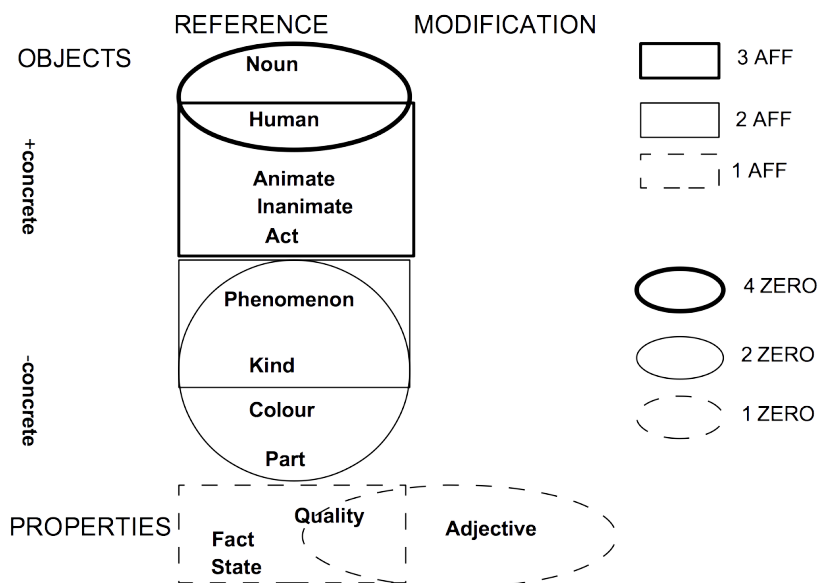 REFERENCE MODIFICATION
OBJECTS
Noun
Human
Animate
Inanimate
Act
+concrete
Phenomenon
Kind
Colour
Part
-concrete
PROPERTIES
Quality
Adjective
Fact
State
3 AFF
2 AFF
1 AFF
4 ZERO
2 ZERO
1 ZERO